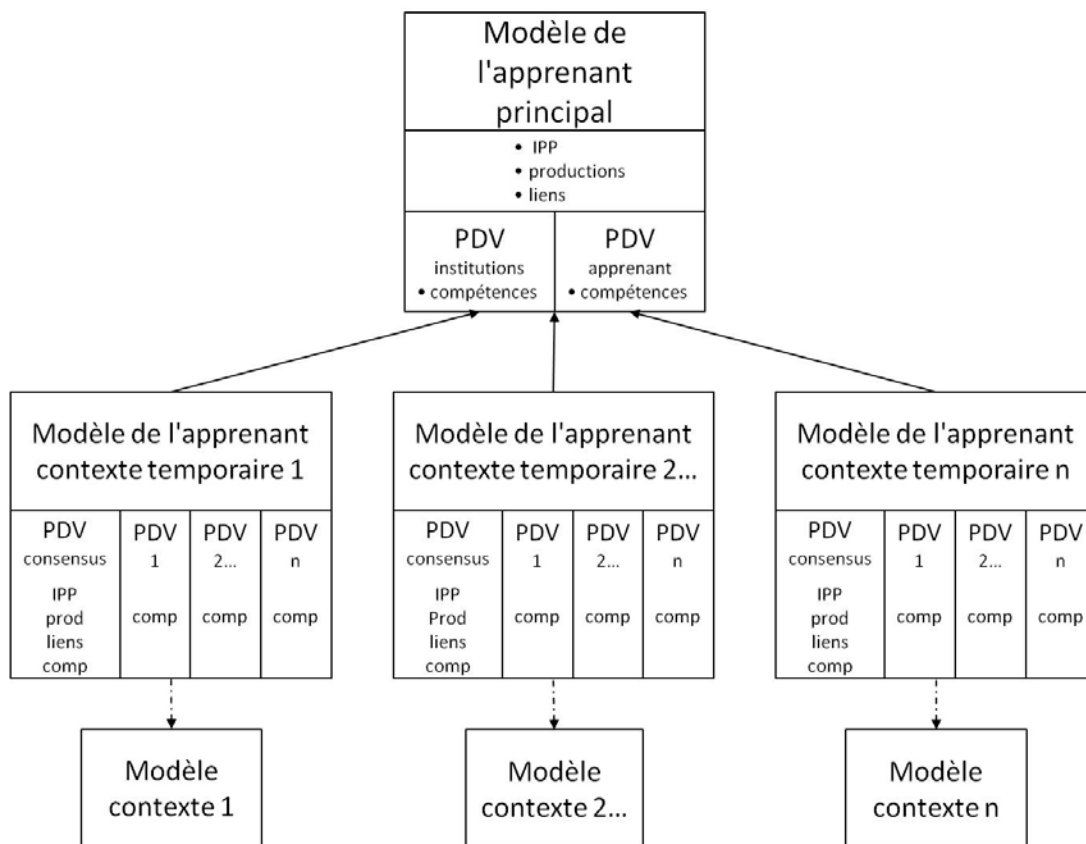 Modèle de
l'apprenant
principal
• IPP
• productions
• liens
PDV
institutions
• compétences
PDV
apprenant
• compétences
Modèle de l'apprenant
contexte temporaire 1
PDV
consensus
IPP
prod
liens
comp
PDV
1
comp
PDV
2...
comp
PDV
n
comp
Modèle de l'apprenant
contexte temporaire 2...
PDV
consensus
IPP
Prod
liens
comp
PDV
1
comp
PDV
2...
comp
PDV
n
comp
Modèle de l'apprenant
contexte temporaire n
PDV
consensus
IPP
prod
liens
comp
PDV
1
comp
PDV
2...
comp
PDV
n
comp
Modèle
contexte 1
Modèle
contexte 2...
Modèle
contexte n